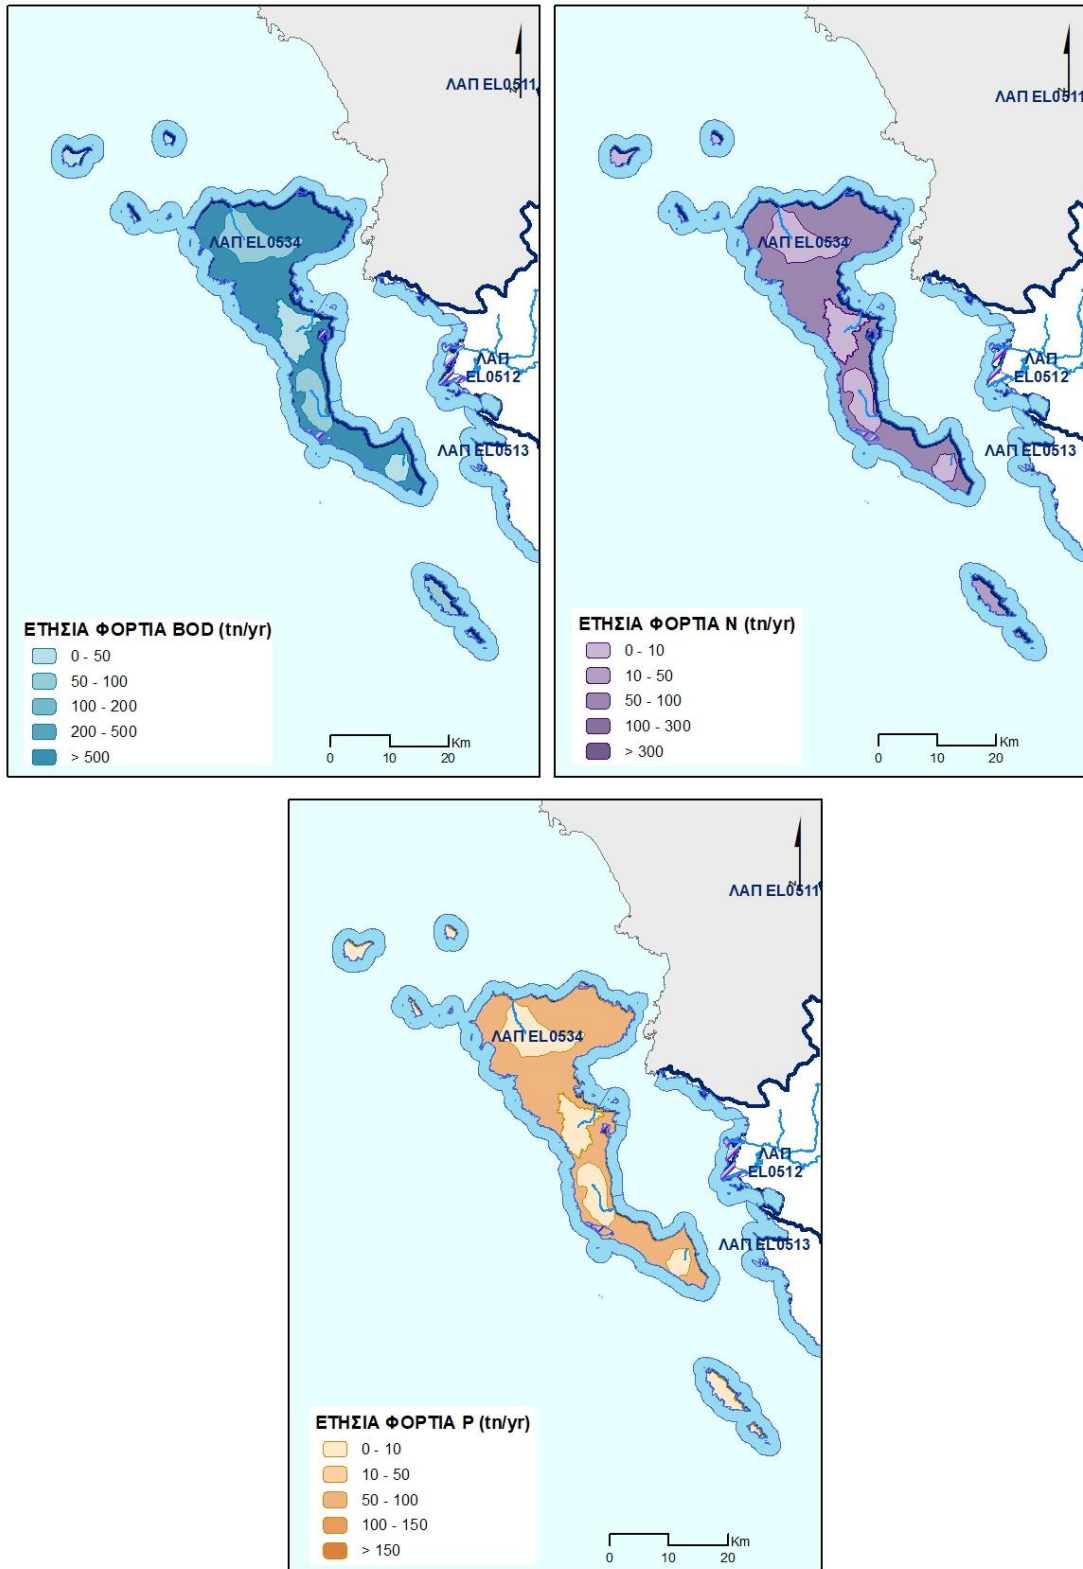 ΛΑΠ EL0511
Z
ΛΑΠ EL0534
ΛΑΠ
EL0512
ΛΑΠ EL0513
ΕΤΗΣΙΑ ΦΟΡΤΙΑ BOD (tn/yr)
0 - 50
50 - 100
100 - 200
200 - 500
> 500
Km
0 10 20
ΛΑΠ EL0511
Z
ΛΑΠ EL0534
ΛΑΠ
EL0512
ΛΑΠ EL0513
ΕΤΗΣΙΑ ΦΟΡΤΙΑ N (tn/yr)
0 - 10
10 - 50
50 - 100
100 - 300
> 300
Km
0 10 20
ΛΑΠ EL0511
Z
ΛΑΠ EL0534
ΛΑΠ
EL0512
ΛΑΠ EL0513
ΕΤΗΣΙΑ ΦΟΡΤΙΑ P (tn/yr)
0 - 10
10 - 50
50 - 100
100 - 150
> 150
Km
0 10 20